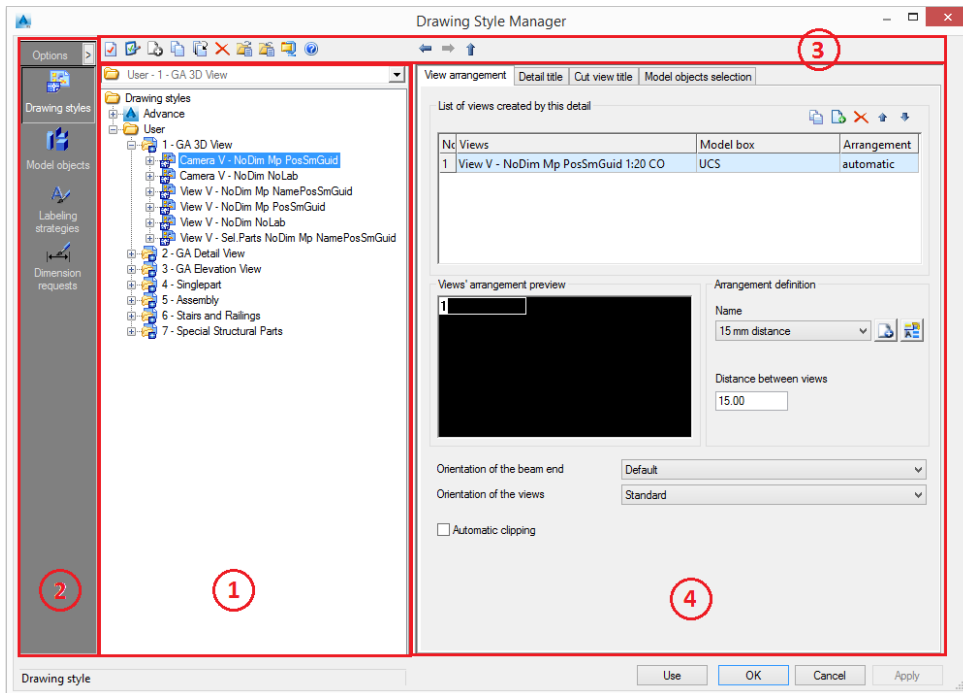 Drawing Style Manager
Options >
3
Drawing styles
Model objects
Labeling
strategies
Dimension
requests
2
User - 1 - GA 3D View
Drawing styles
Advance
User
1 - GA 3D View
Camera V - NoDim Mp PosSmGuid
Camera V - NoDim NoLab
View V - NoDim Mp NamePosSmGuid
View V - NoDim Mp PosSmGuid
View V - NoDim NoLab
View V - Sel.Parts NoDim Mp NamePosSmGuid
2 - GA Detail View
3 - GA Elevation View
4 - Singlepart
5 - Assembly
6 - Stairs and Railings
7 - Special Structural Parts
1
View arrangement Detail title Cut view title Model objects selection
List of views created by this detail
Nc Views Model box Arrangement
1 View V - NoDim Mp PosSmGuid 1:20 CO UCS automatic
Views' arrangement preview
1
Arrangement definition
Name
15 mm distance
Distance between views
15.00
Orientation of the beam end Default
Orientation of the views Standard
Automatic clipping
4
Drawing style
Use OK Cancel Apply